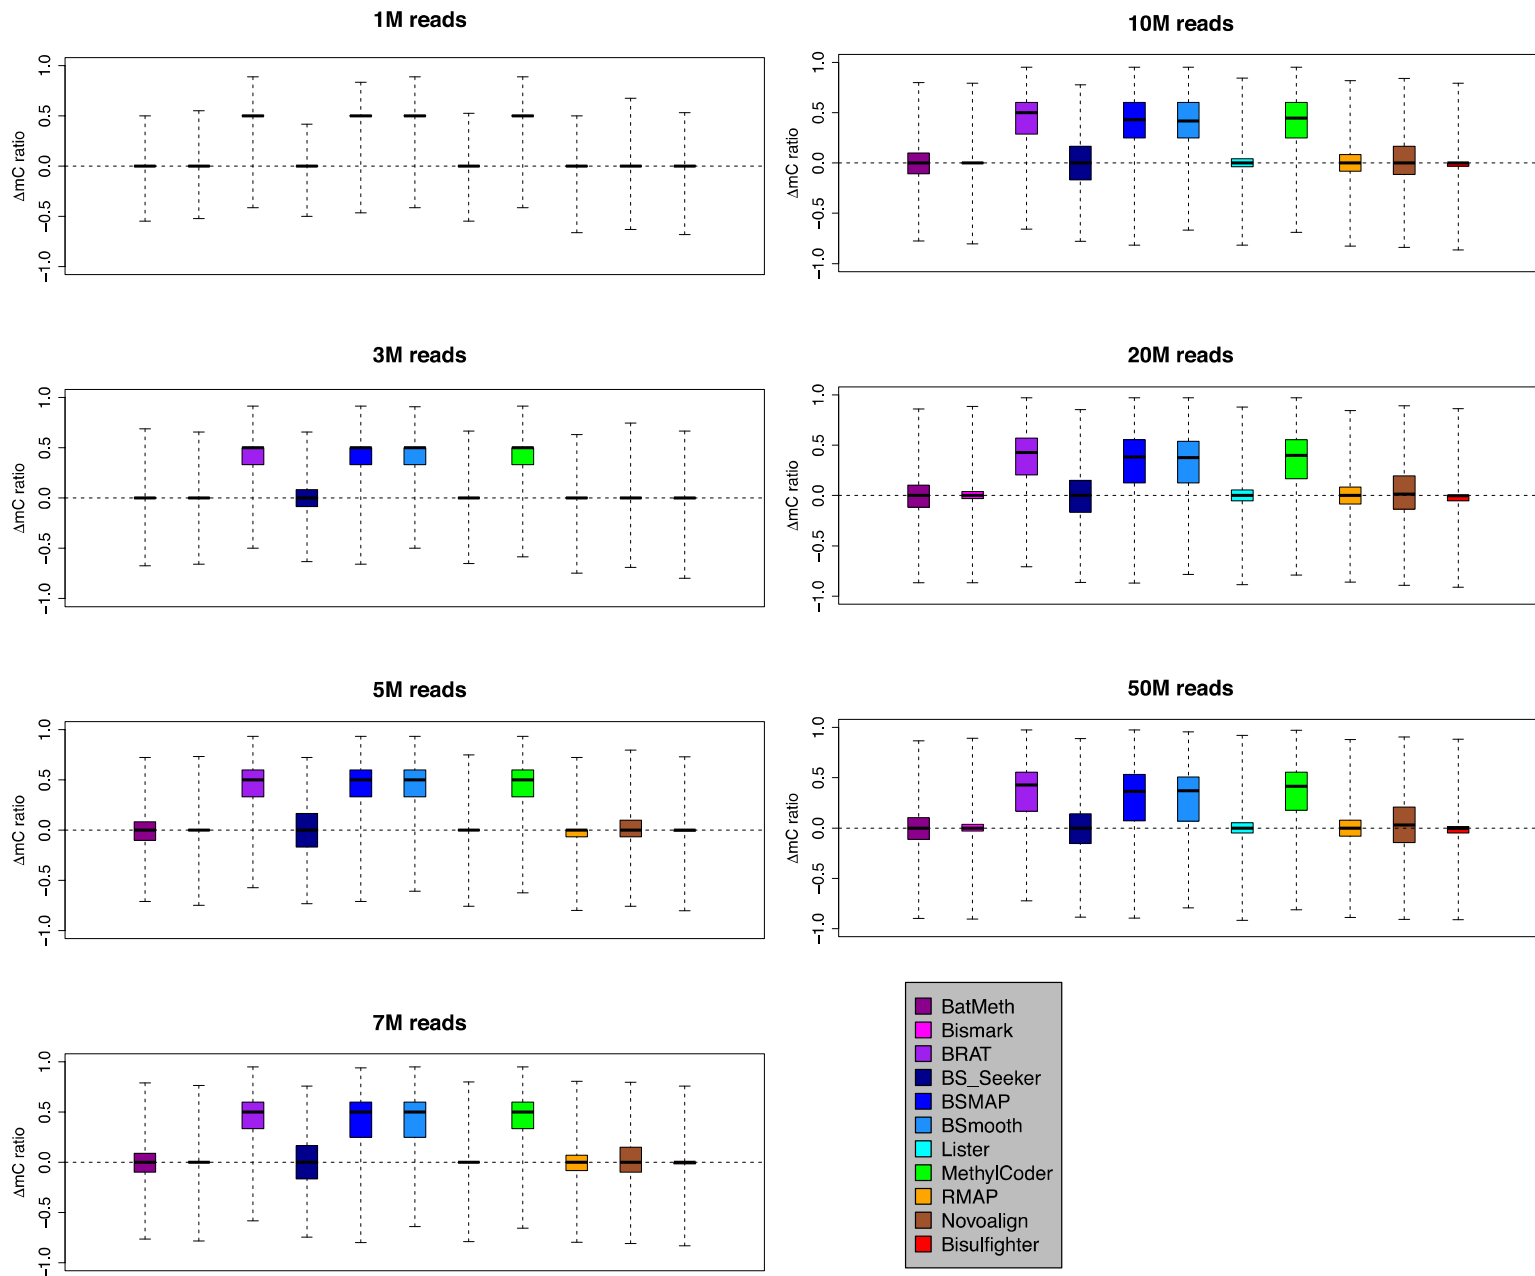 1M reads
ΔmC ratio
1.0
0.5
0.0
−0.5
−1.0
3M reads
ΔmC ratio
1.0
0.5
0.0
−0.5
−1.0
5M reads
ΔmC ratio
1.0
0.5
0.0
−0.5
−1.0
7M reads
ΔmC ratio
1.0
0.5
0.0
−0.5
−1.0
10M reads
ΔmC ratio
1.0
0.5
0.0
−0.5
−1.0
20M reads
ΔmC ratio
1.0
0.5
0.0
−0.5
−1.0
50M reads
ΔmC ratio
1.0
0.5
0.0
−0.5
−1.0
BatMeth
Bismark
BRAT
BS_Seeker
BSMAP
BSmooth
Lister
MethylCoder
RMAP
Novoalign
Bisulfighter